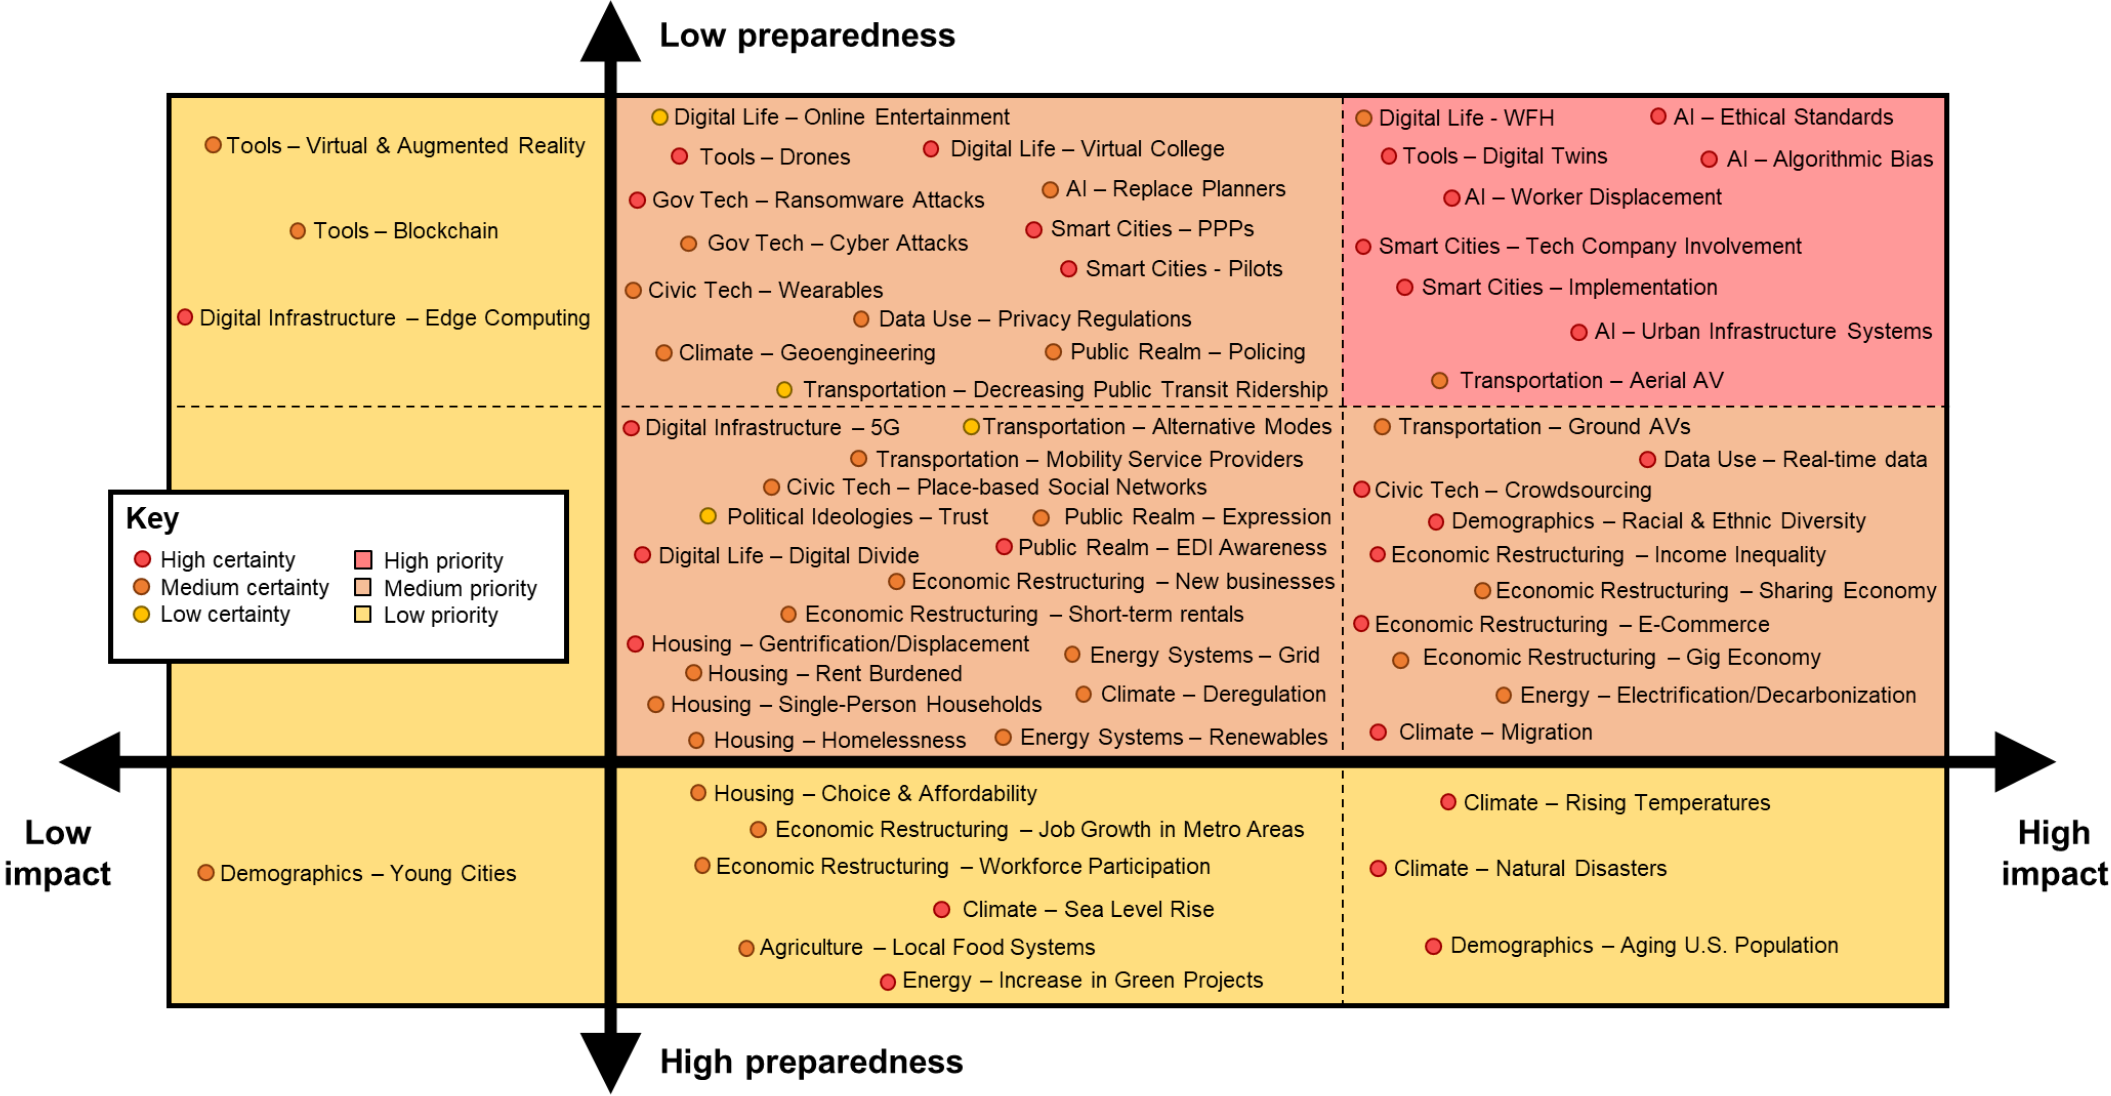 Low preparedness
Tools – Virtual & Augmented Reality
Tools – Blockchain
Digital Infrastructure – Edge Computing
Digital Life – Online Entertainment
Tools – Drones
Digital Life – Virtual College
Gov Tech – Ransomware Attacks
AI – Replace Planners
Gov Tech – Cyber Attacks
Smart Cities – PPPs
Smart Cities - Pilots
Civic Tech – Wearables
Data Use – Privacy Regulations
Climate – Geoengineering
Public Realm – Policing
Transportation – Decreasing Public Transit Ridership
Digital Life - WFH
AI – Ethical Standards
Tools – Digital Twins
AI – Algorithmic Bias
AI – Worker Displacement
Smart Cities – Tech Company Involvement
Smart Cities – Implementation
AI – Urban Infrastructure Systems
Transportation – Aerial AV
Key
High certainty
Medium certainty
Low certainty
High priority
Medium priority
Low priority
Digital Infrastructure – 5G
Transportation – Alternative Modes
Transportation – Mobility Service Providers
Civic Tech – Place-based Social Networks
Political Ideologies – Trust
Public Realm – Expression
Digital Life – Digital Divide
Public Realm – EDI Awareness
Economic Restructuring – New businesses
Economic Restructuring – Short-term rentals
Housing – Gentrification/Displacement
Energy Systems – Grid
Housing – Rent Burdened
Climate – Deregulation
Housing – Single-Person Households
Housing – Homelessness
Energy Systems – Renewables
Transportation – Ground AVs
Data Use – Real-time data
Civic Tech – Crowdsourcing
Demographics – Racial & Ethnic Diversity
Economic Restructuring – Income Inequality
Economic Restructuring – Sharing Economy
Economic Restructuring – E-Commerce
Economic Restructuring – Gig Economy
Energy – Electrification/Decarbonization
Climate – Migration
Low
impact
High
impact
Demographics – Young Cities
Housing – Choice & Affordability
Economic Restructuring – Job Growth in Metro Areas
Economic Restructuring – Workforce Participation
Climate – Sea Level Rise
Agriculture – Local Food Systems
Energy – Increase in Green Projects
Climate – Rising Temperatures
Climate – Natural Disasters
Demographics – Aging U.S. Population
High preparedness